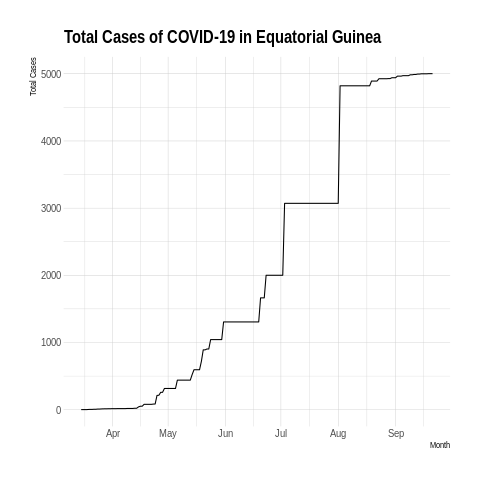 Total Cases of COVID-19 in Equatorial Guinea
Total Cases
5000
4000
3000
2000
1000
0
Apr May Jun Jul Aug Sep
Month